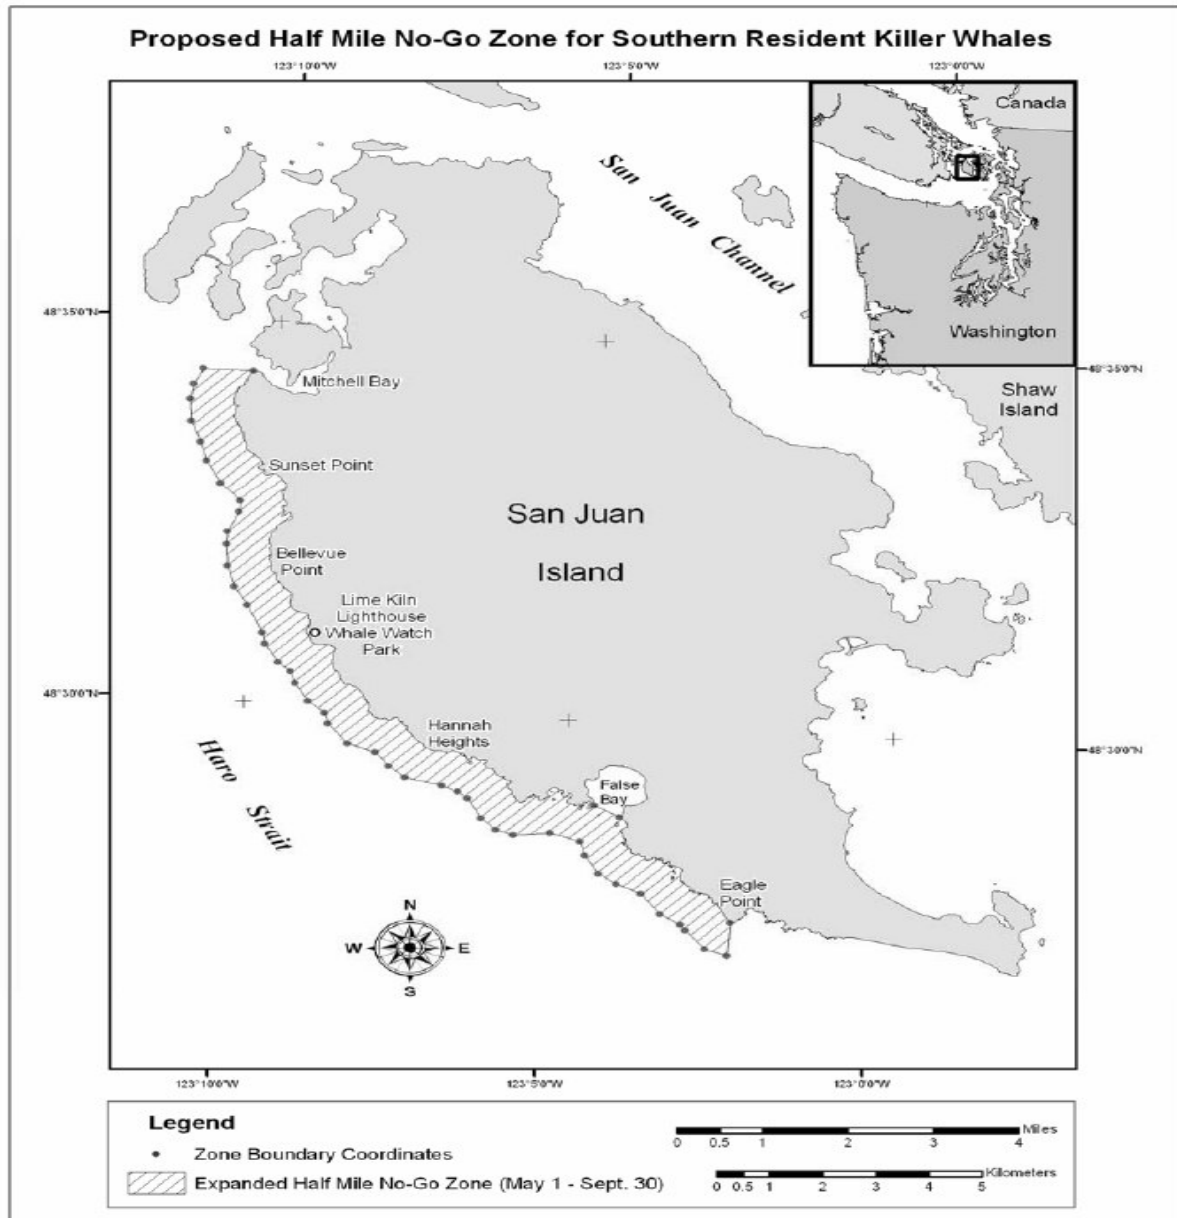 Proposed Half Mile No-Go Zone for Southern Resident Killer Whales
123°10'0"W
123°5'0"W
123°0'0"W
Canada
Washington
San Juan Channel
48°35'0"N
48°35'0"N
Shaw
Island
Mitchell Bay
Sunset Point
San Juan
Island
Bellevue
Point
Lime Kiln
Lighthouse
Whale Watch
Park
48°30'0"N
48°30'0"N
Hannah
Heights
Haro Strait
False
Bay
Eagle
Point
N
W
E
S
123°10'0"W
123°5'0"W
123°0'0"W
Legend
Zone Boundary Coordinates
Expanded Half Mile No-Go Zone (May 1 - Sept. 30)
Miles
0 0.5 1 2 3 4
Kilometers
0 0.5 1 2 3 4 5